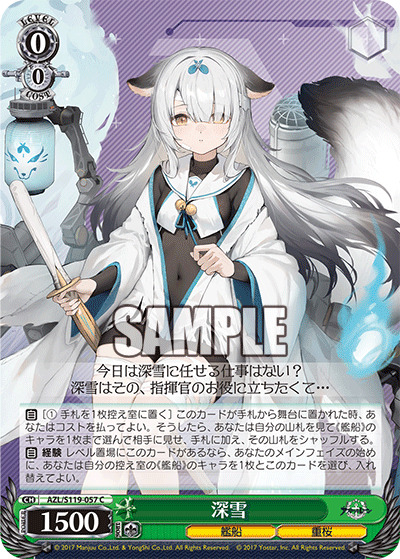 LEVEL
0
0
COST
SAMPLE
今日は深雪に任せる仕事はない?
深雪はその、指揮官のお役に立ちたくて…
自 [① 手札を1枚控え室に置く] このカードが手札から舞台に置かれた時、あ
なたはコストを払ってよい。そうしたら、あなたは自分の山札を見て《艦船》の
キャラを1枚まで選んで相手に見せ、手札に加え、その山札をシャッフルする。
自 経験 レベル置場にこのカードがあるなら、あなたのメインフェイズの始め
に、あなたは自分の控え室の《艦船》のキャラを1枚とこのカードを選び、入れ
替えてよい。
CH AZL/S119-057 C
深雪
1500
艦船
重桜
© 2017 Manjuu Co.,Ltd. & YongShi Co.,Ltd. All Rights Reserved. © 2017 Yostar, Inc. All Rights Reserved.